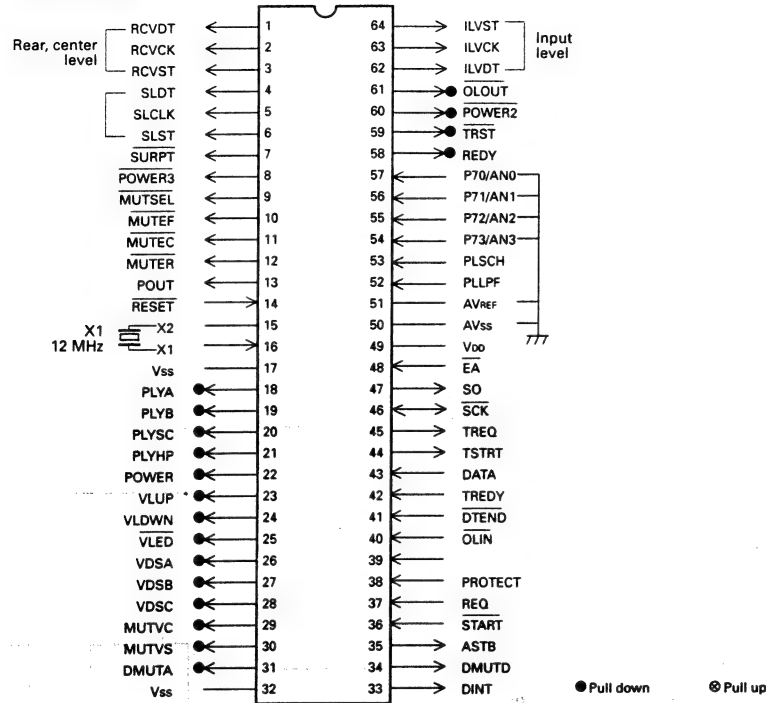 RCVDT 1 64 ILVST
Rear, center level RCVCK 2 63 ILVCK Input level
RCVST 3 62 ILVDT
SLDT 4 61 OLOUT
SLCLK 5 60 POWER2
SLST 6 59 TRST
SURPT 7 58 REDY
POWER3 8 57 P70/AN0
MUTSEL 9 56 P71/AN1
MUTEF 10 55 P72/AN2
MUTEC 11 54 P73/AN3
MUTER 12 53 PLSCH
POUT 13 52 PLLPF
RESET 14 51 AVREF
X1 12 MHz X2 15 50 AVss
X1 16 49 VDD
Vss 17 48 EA
PLYA 18 47 SO
PLYB 19 46 SCK
PLYSC 20 45 TREQ
PLYHP 21 44 TSTRT
POWER 22 43 DATA
VLUP 23 42 TREDY
VLDWN 24 41 DTEND
VLED 25 40 OLIN
VDSA 26 39
VDSB 27 38 PROTECT
VDSC 28 37 REQ
MUTVC 29 36 START
MUTVS 30 35 ASTB
DMUTA 31 34 DMUTD
Vss 32 33 DINT
Pull down Pull up